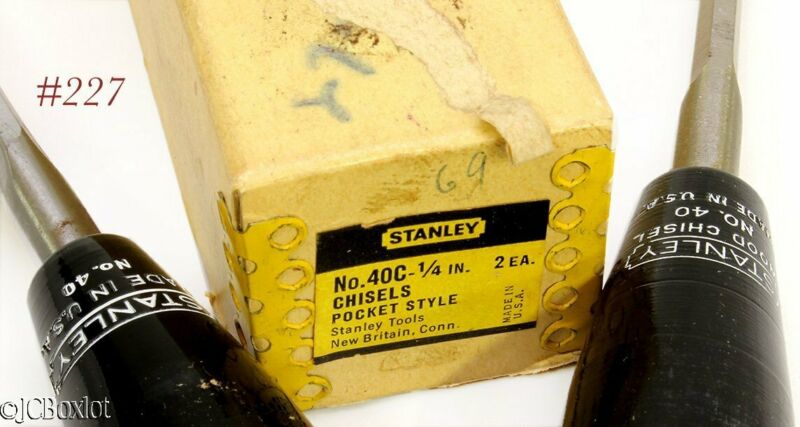 #227
69
STANLEY
No. 40C-1/4 IN. 2 EA.
CHISELS
POCKET STYLE
Stanley Tools
New Britain, Conn.
MADE IN
U.S.A.
STANLEY
MADE IN U.S.A.
No. 40
STANLEY
WOOD CHISEL
NO. 40
MADE IN U.S.A.
©JCBoxlot